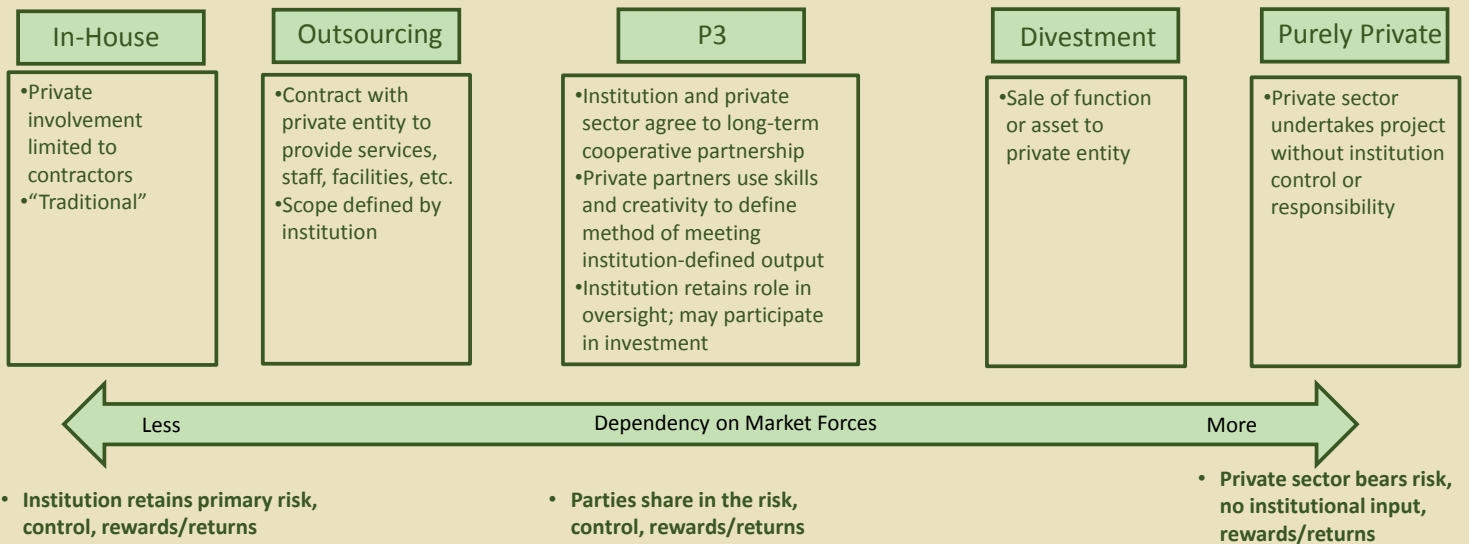 In-House
•Private
involvement
limited to
contractors
•“Traditional”
Outsourcing
•Contract with
private entity to
provide services,
staff, facilities, etc.
•Scope defined by
institution
P3
•Institution and private
sector agree to long-term
cooperative partnership
•Private partners use skills
and creativity to define
method of meeting
institution-defined output
•Institution retains role in
oversight; may participate
in investment
Divestment
•Sale of function
or asset to
private entity
Purely Private
•Private sector
undertakes project
without institution
control or
responsibility
Less
Dependency on Market Forces
More
• Institution retains primary risk,
control, rewards/returns
• Parties share in the risk,
control, rewards/returns
• Private sector bears risk,
no institutional input,
rewards/returns